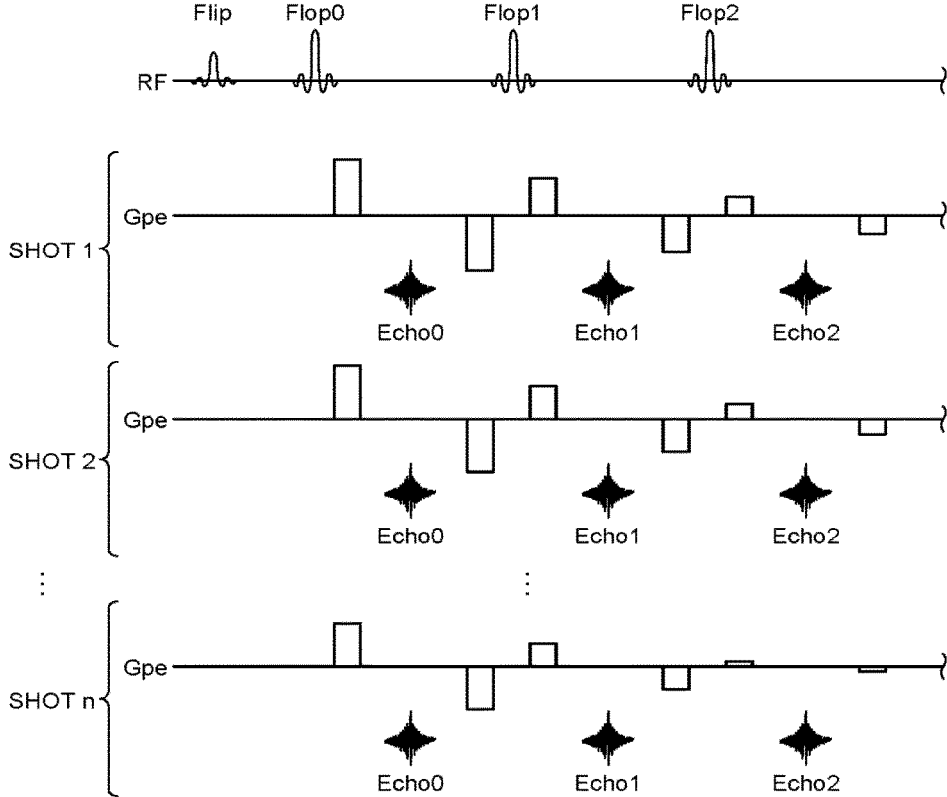 Flip Flop0 Flop1 Flop2
RF
Gpe
SHOT 1
Echo0 Echo1 Echo2
Gpe
SHOT 2
Echo0 Echo1 Echo2
Gpe
SHOT n
Echo0 Echo1 Echo2